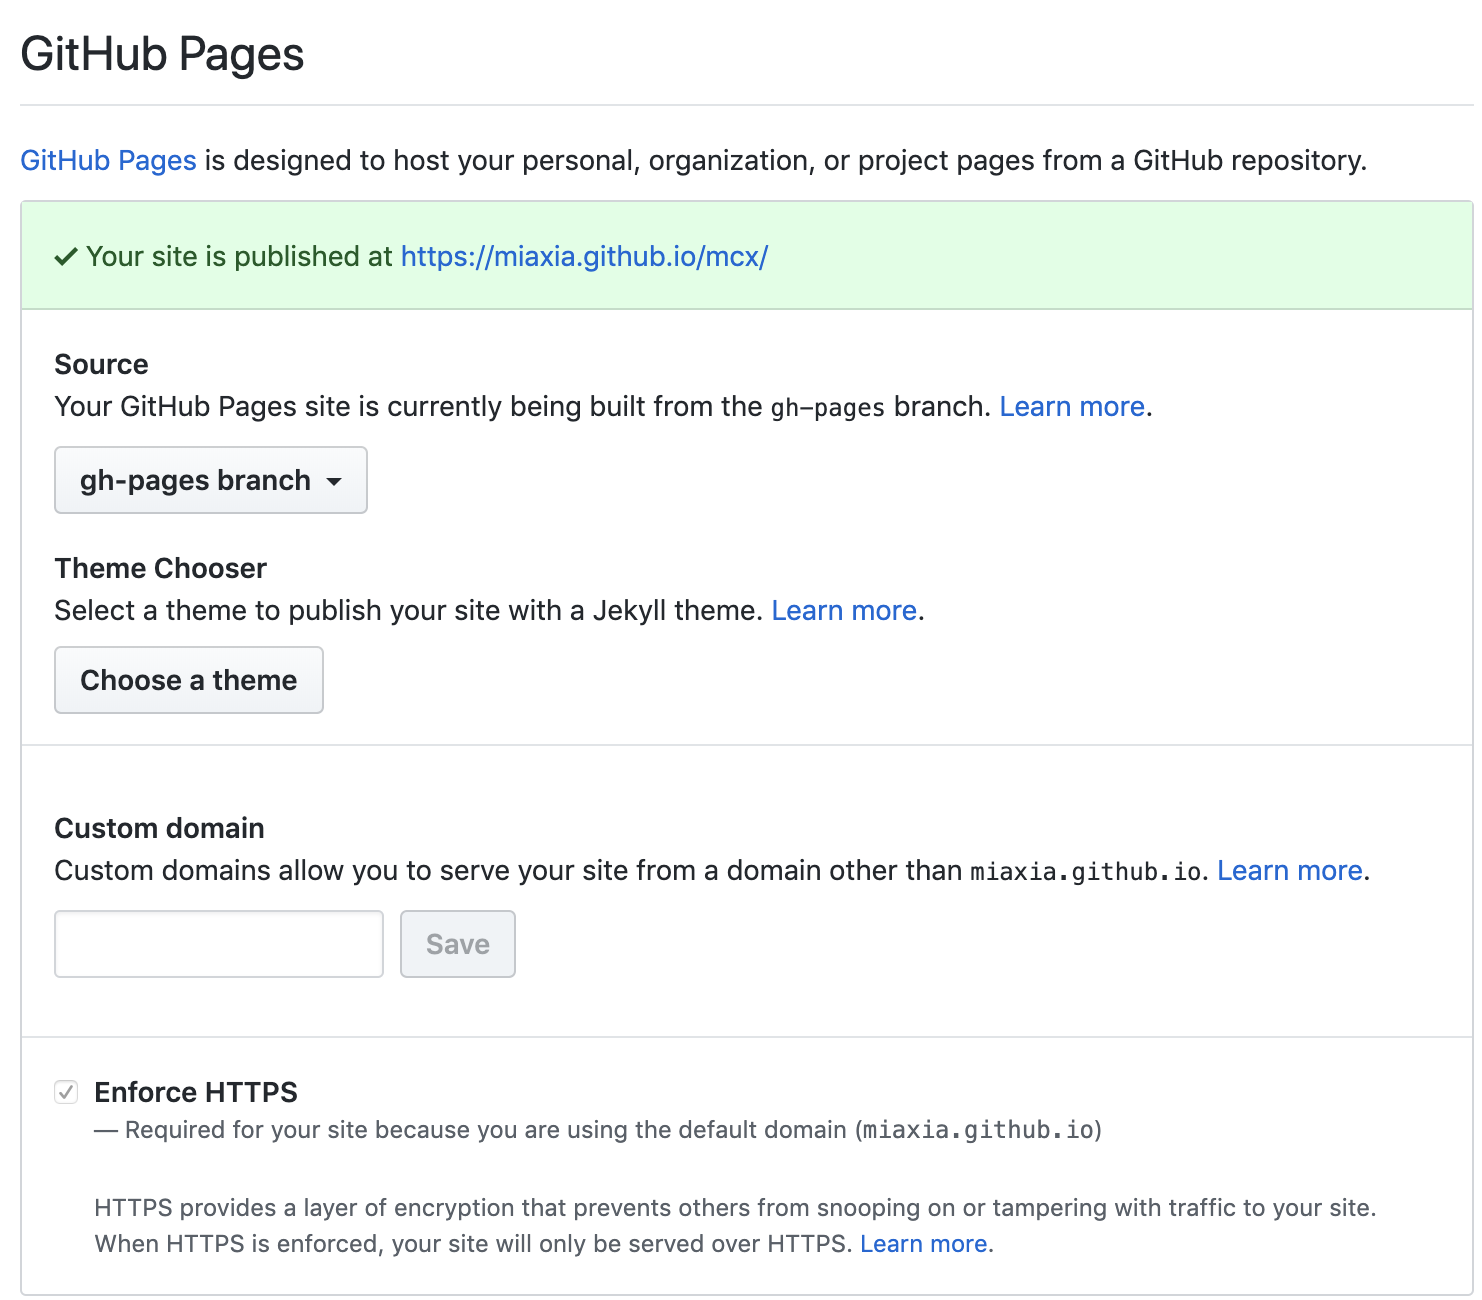 GitHub Pages
GitHub Pages is designed to host your personal, organization, or project pages from a GitHub repository.
Your site is published at https://miaxia.github.io/mcx/
Source
Your GitHub Pages site is currently being built from the gh-pages branch. Learn more.
gh-pages branch
Theme Chooser
Select a theme to publish your site with a Jekyll theme. Learn more.
Choose a theme
Custom domain
Custom domains allow you to serve your site from a domain other than miaxia.github.io. Learn more.
Save
Enforce HTTPS
— Required for your site because you are using the default domain (miaxia.github.io)
HTTPS provides a layer of encryption that prevents others from snooping on or tampering with traffic to your site.
When HTTPS is enforced, your site will only be served over HTTPS. Learn more.